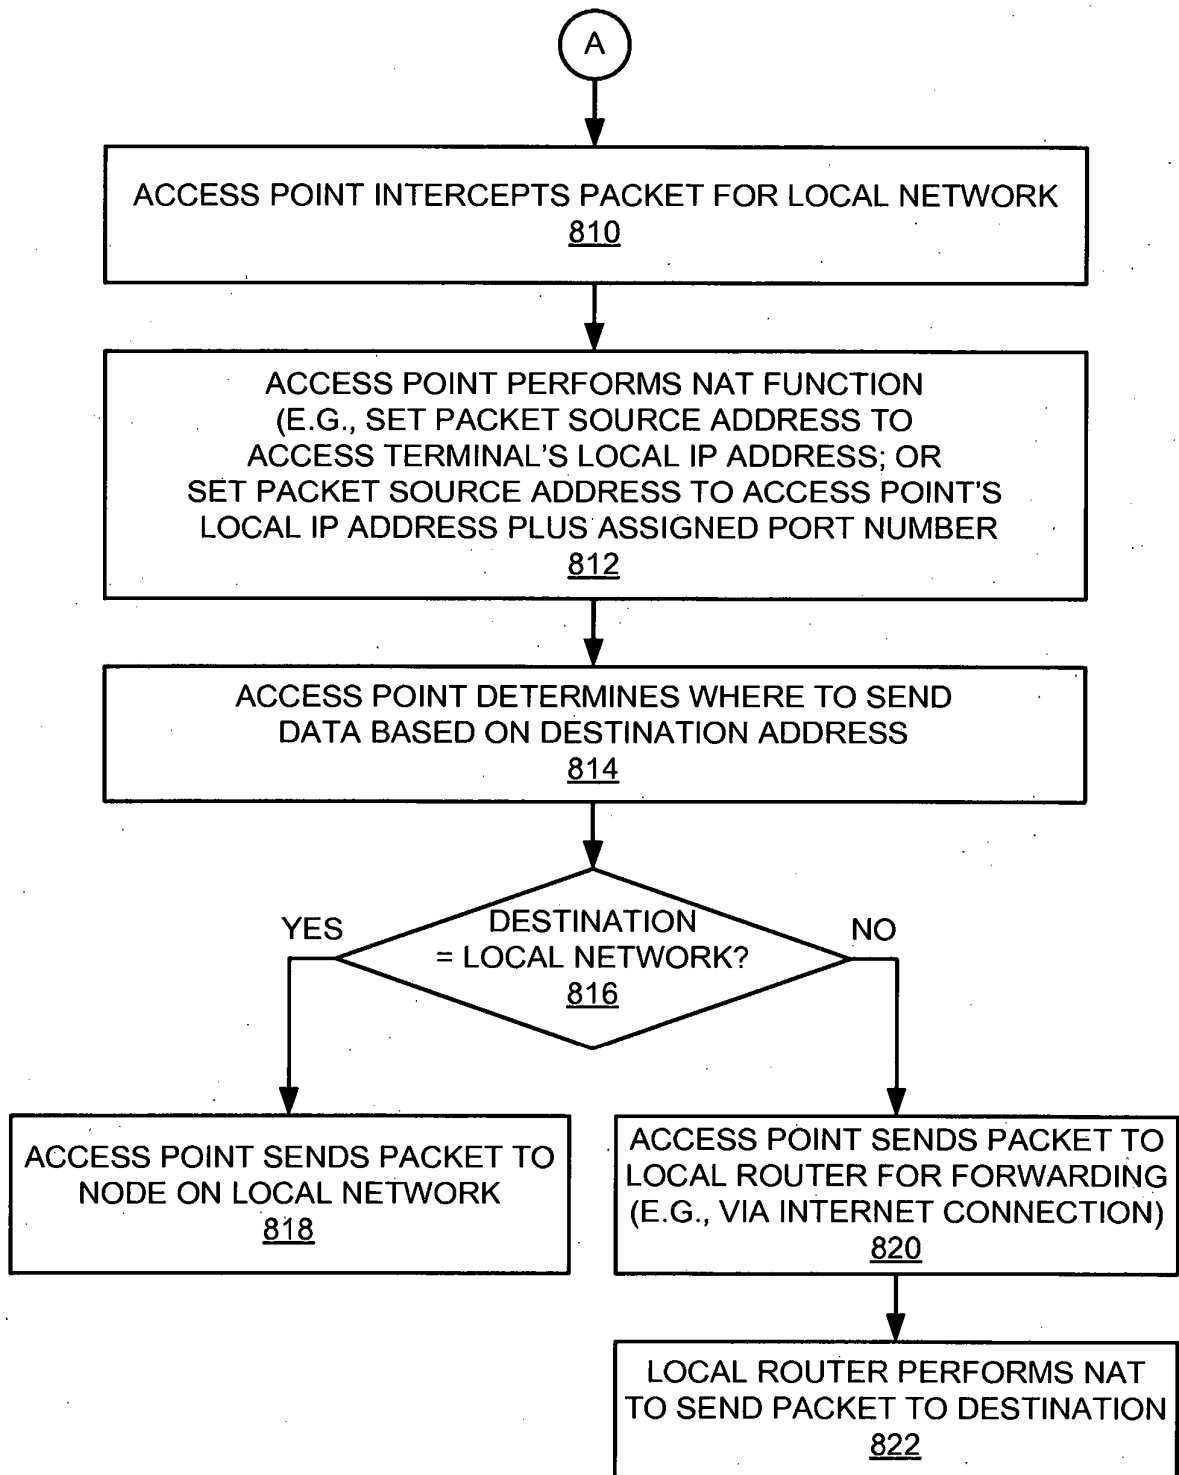 A
ACCESS POINT INTERCEPTS PACKET FOR LOCAL NETWORK
810
ACCESS POINT PERFORMS NAT FUNCTION
(E.G., SET PACKET SOURCE ADDRESS TO
ACCESS TERMINAL'S LOCAL IP ADDRESS; OR
SET PACKET SOURCE ADDRESS TO ACCESS POINT'S
LOCAL IP ADDRESS PLUS ASSIGNED PORT NUMBER
812
ACCESS POINT DETERMINES WHERE TO SEND
DATA BASED ON DESTINATION ADDRESS
814
YES
DESTINATION
= LOCAL NETWORK?
816
NO
ACCESS POINT SENDS PACKET TO
NODE ON LOCAL NETWORK
818
ACCESS POINT SENDS PACKET TO
LOCAL ROUTER FOR FORWARDING
(E.G., VIA INTERNET CONNECTION)
820
LOCAL ROUTER PERFORMS NAT
TO SEND PACKET TO DESTINATION
822